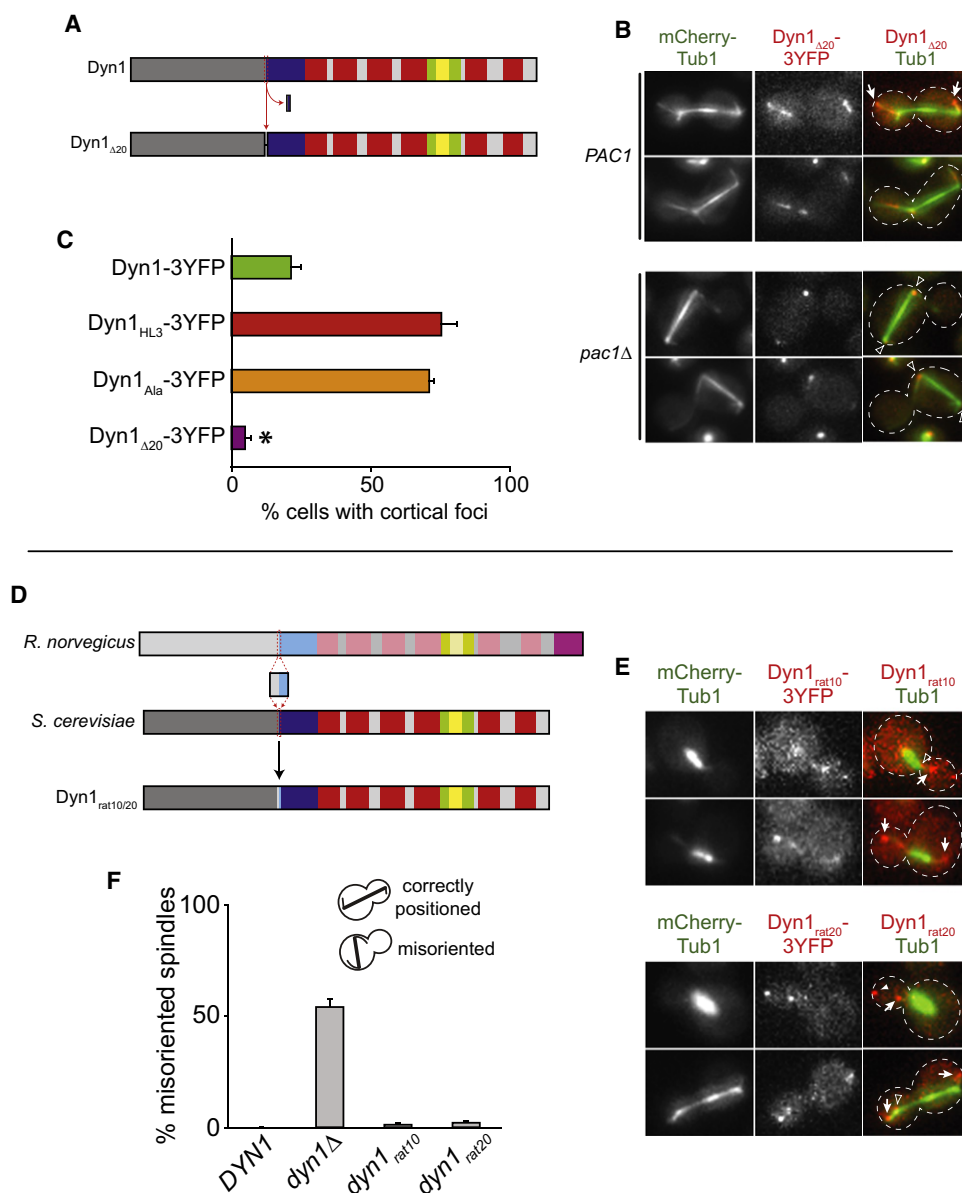 A
Dyn1
Dyn1Δ20
B
mCherry-
Tub1
Dyn1Δ20-
3YFP
Dyn1Δ20
Tub1
PAC1
pac1Δ
C
Dyn1-3YFP
Dyn1HL3-3YFP
Dyn1Ala-3YFP
Dyn1Δ20-3YFP
*
0
50
100
% cells with cortical foci
D
R. norvegicus
S. cerevisiae
Dyn1rat10/20
E
mCherry-
Tub1
Dyn1rat10-
3YFP
Dyn1rat10
Tub1
mCherry-
Tub1
Dyn1rat20-
3YFP
Dyn1rat20
Tub1
F
% misoriented spindles
100
50
0
correctly
positioned
misoriented
DYN1
dyn1Δ
dyn1rat10
dyn1rat20